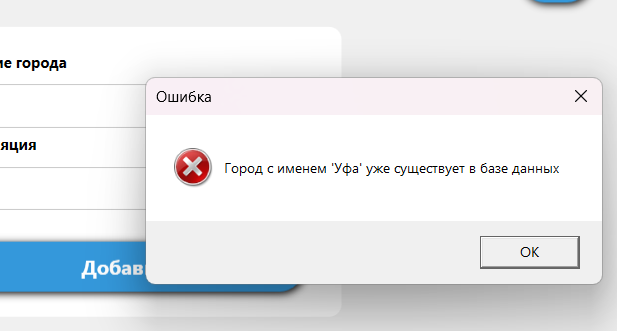 ие города
Ошибка
Город с именем 'Уфа' уже существует в базе данных
яция
OK
Добав